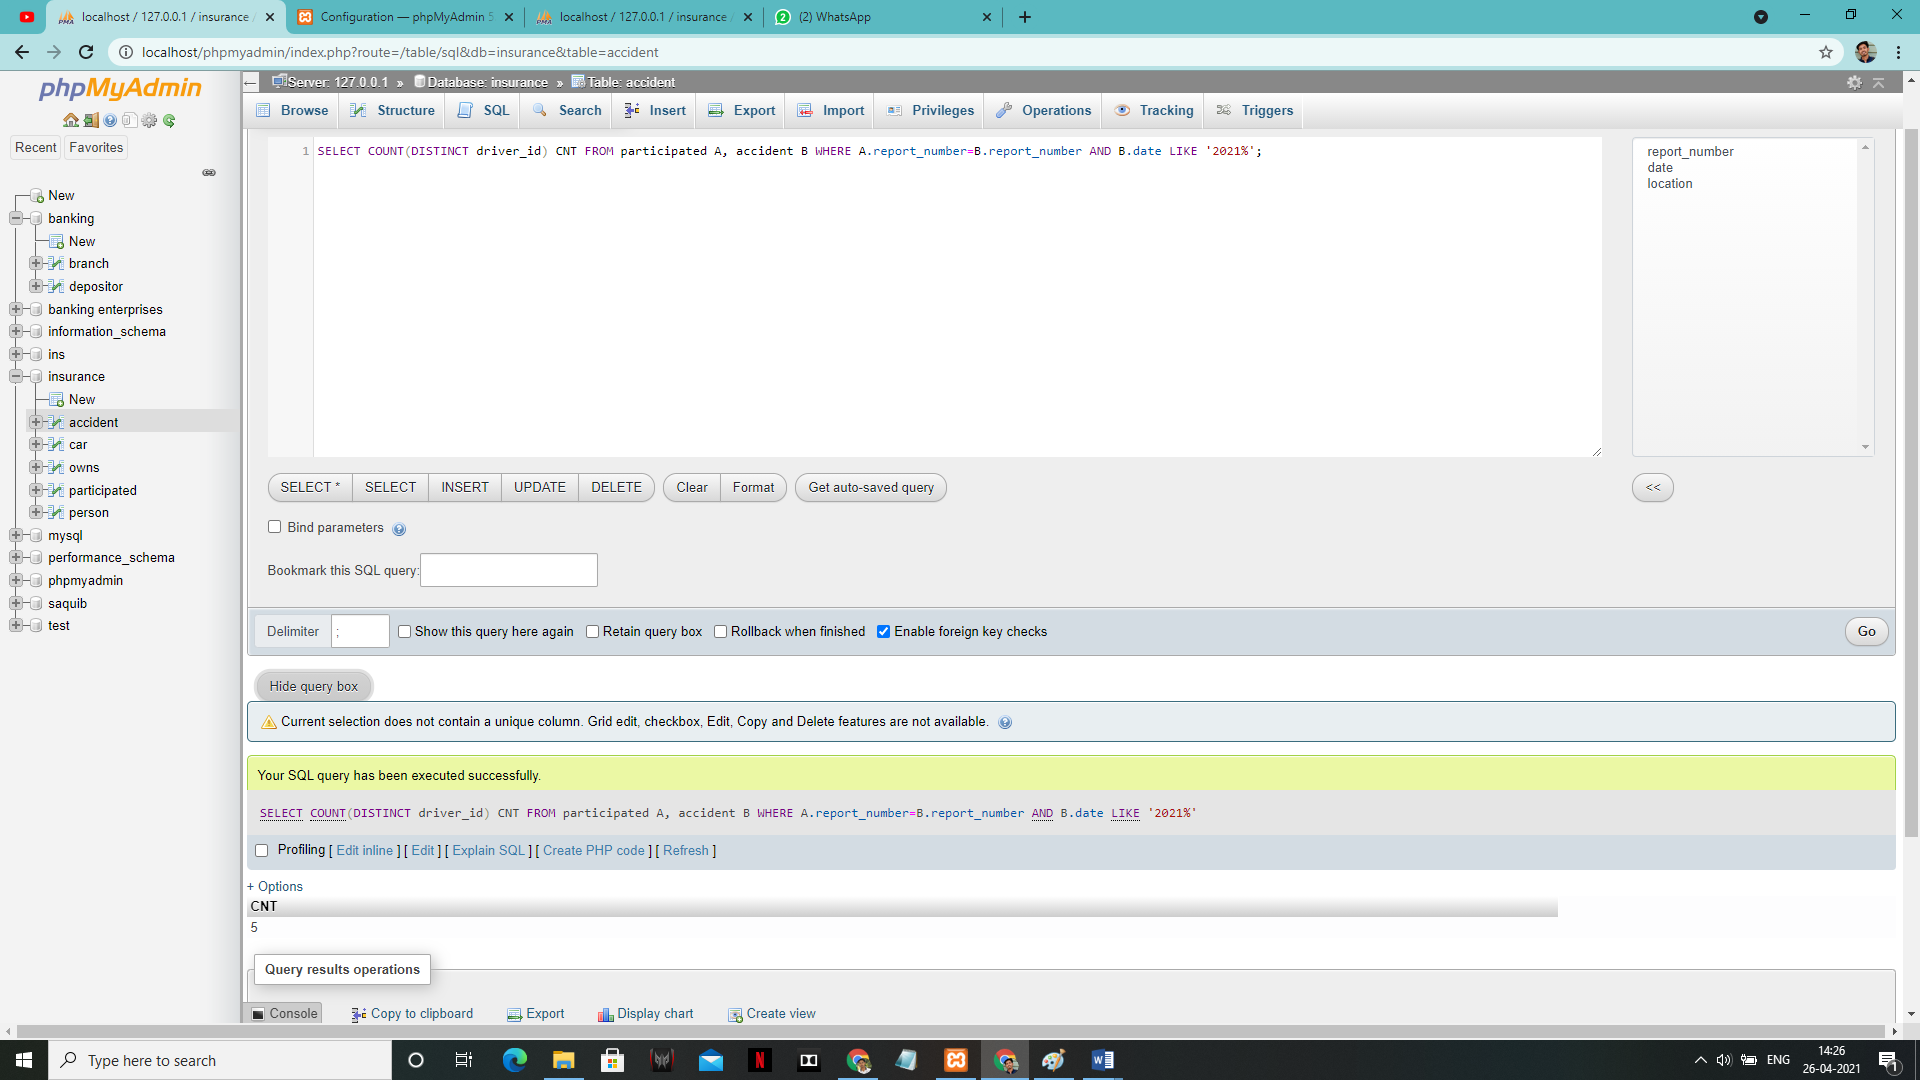 localhost / 127.0.0.1 / insurance
Configuration — phpMyAdmin 5
localhost / 127.0.0.1 / insurance
(2) WhatsApp
localhost/phpmyadmin/index.php?route=/table/sql&db=insurance&table=accident
phpMyAdmin
Recent
Favorites
New
banking
New
branch
depositor
banking enterprises
information_schema
ins
insurance
New
accident
car
owns
participated
person
mysql
performance_schema
phpmyadmin
saquib
test
Server: 127.0.0.1 » Database: insurance » Table: accident
Browse Structure SQL Search Insert Export Import Privileges Operations Tracking Triggers
1 SELECT COUNT(DISTINCT driver_id) CNT FROM participated A, accident B WHERE A.report_number=B.report_number AND B.date LIKE '2021%';
report_number
date
location
SELECT * SELECT INSERT UPDATE DELETE Clear Format Get auto-saved query <<
Bind parameters
Bookmark this SQL query:
Delimiter ; Show this query here again Retain query box Rollback when finished Enable foreign key checks Go
Hide query box
Current selection does not contain a unique column. Grid edit, checkbox, Edit, Copy and Delete features are not available.
Your SQL query has been executed successfully.
SELECT COUNT(DISTINCT driver_id) CNT FROM participated A, accident B WHERE A.report_number=B.report_number AND B.date LIKE '2021%'
Profiling [ Edit inline ] [ Edit ] [ Explain SQL ] [ Create PHP code ] [ Refresh ]
+ Options
CNT
5
Query results operations
Console Copy to clipboard Export Display chart Create view
Type here to search
ENG
14:26
26-04-2021
1